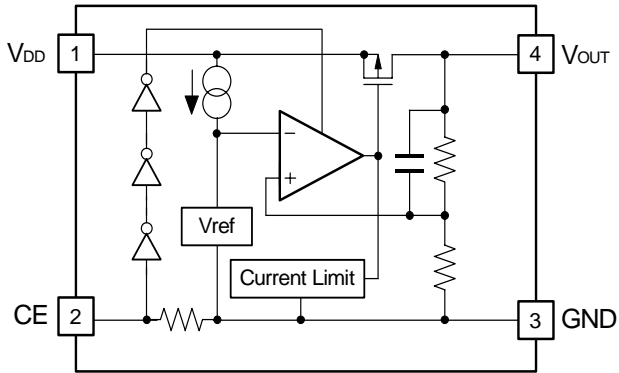 VDD 1
4 VOUT
−
+
Vref
Current Limit
CE 2
3 GND